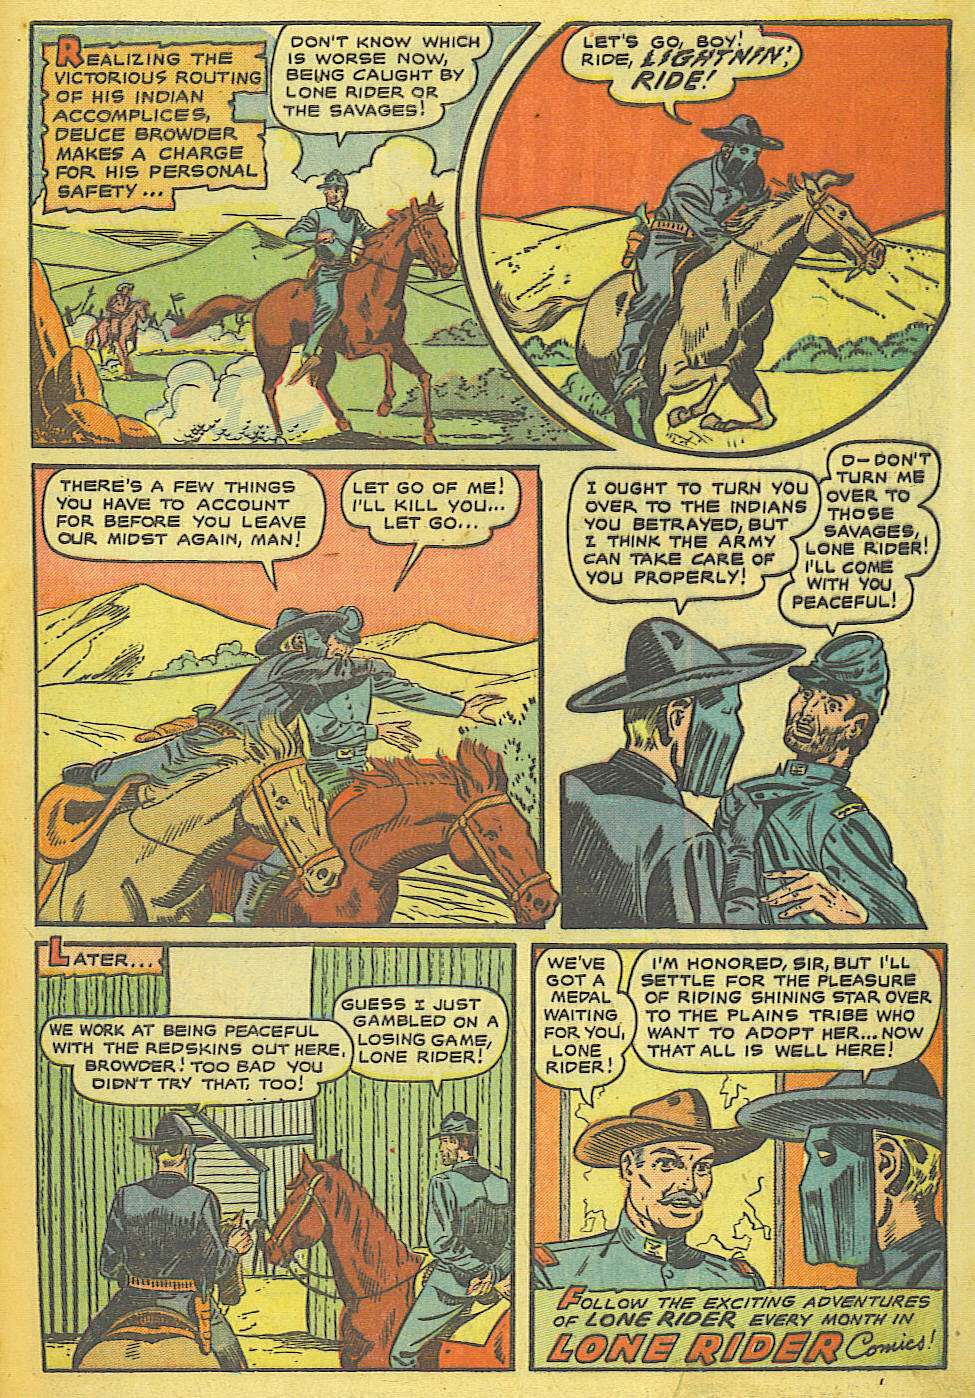 REALIZING THE
VICTORIOUS ROUTING
OF HIS INDIAN
ACCOMPLICES,
DEUCE BROWDER
MAKES A CHARGE
FOR HIS PERSONAL
SAFETY...
DON'T KNOW WHICH
IS WORSE NOW,
BEING CAUGHT BY
LONE RIDER OR
THE SAVAGES!
LET'S GO, BOY!
RIDE, LIGHTNIN',
RIDE!
THERE'S A FEW THINGS
YOU HAVE TO ACCOUNT
FOR BEFORE YOU LEAVE
OUR MIDST AGAIN, MAN!
LET GO OF ME!
I'LL KILL YOU...
LET GO...
I OUGHT TO TURN YOU
OVER TO THE INDIANS
YOU BETRAYED, BUT
I THINK THE ARMY
CAN TAKE CARE OF
YOU PROPERLY!
D-DON'T
TURN ME
OVER TO
THOSE
SAVAGES,
LONE RIDER!
I'LL COME
WITH YOU
PEACEFUL!
LATER...
WE WORK AT BEING PEACEFUL
WITH THE REDSKINS OUT HERE,
BROWDER! TOO BAD YOU
DIDN'T TRY THAT, TOO!
GUESS I JUST
GAMBLED ON A
LOSING GAME,
LONE RIDER!
WE'VE
GOT A
MEDAL
WAITING
FOR YOU,
LONE
RIDER!
I'M HONORED, SIR, BUT I'LL
SETTLE FOR THE PLEASURE
OF RIDING SHINING STAR OVER
TO THE PLAINS TRIBE WHO
WANT TO ADOPT HER...NOW
THAT ALL IS WELL HERE!
FOLLOW THE EXCITING ADVENTURES
OF LONE RIDER EVERY MONTH IN
LONE RIDER Comics!